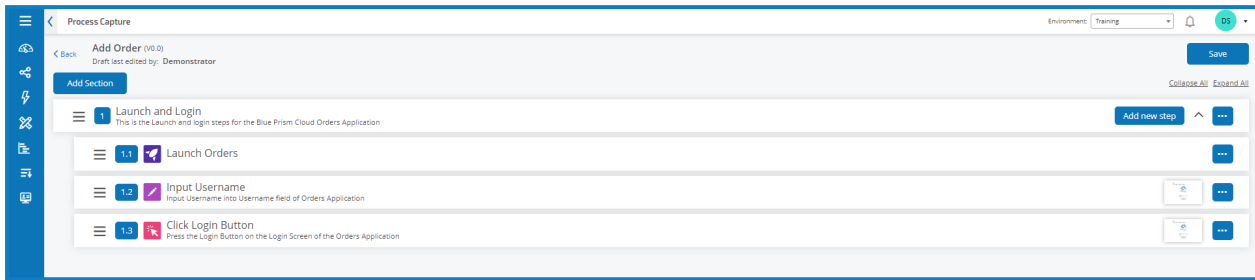 Process Capture
Environment: Training
DS
Back
Add Order (V0.0)
Draft last edited by: Demonstrator
Save
Add Section
Collapse All Expand All
1 Launch and Login
This is the Launch and login steps for the Blue Prism Cloud Orders Application
Add new step
1.1 Launch Orders
1.2 Input Username
Input Username into Username field of Orders Application
1.3 Click Login Button
Press the Login Button on the Login Screen of the Orders Application